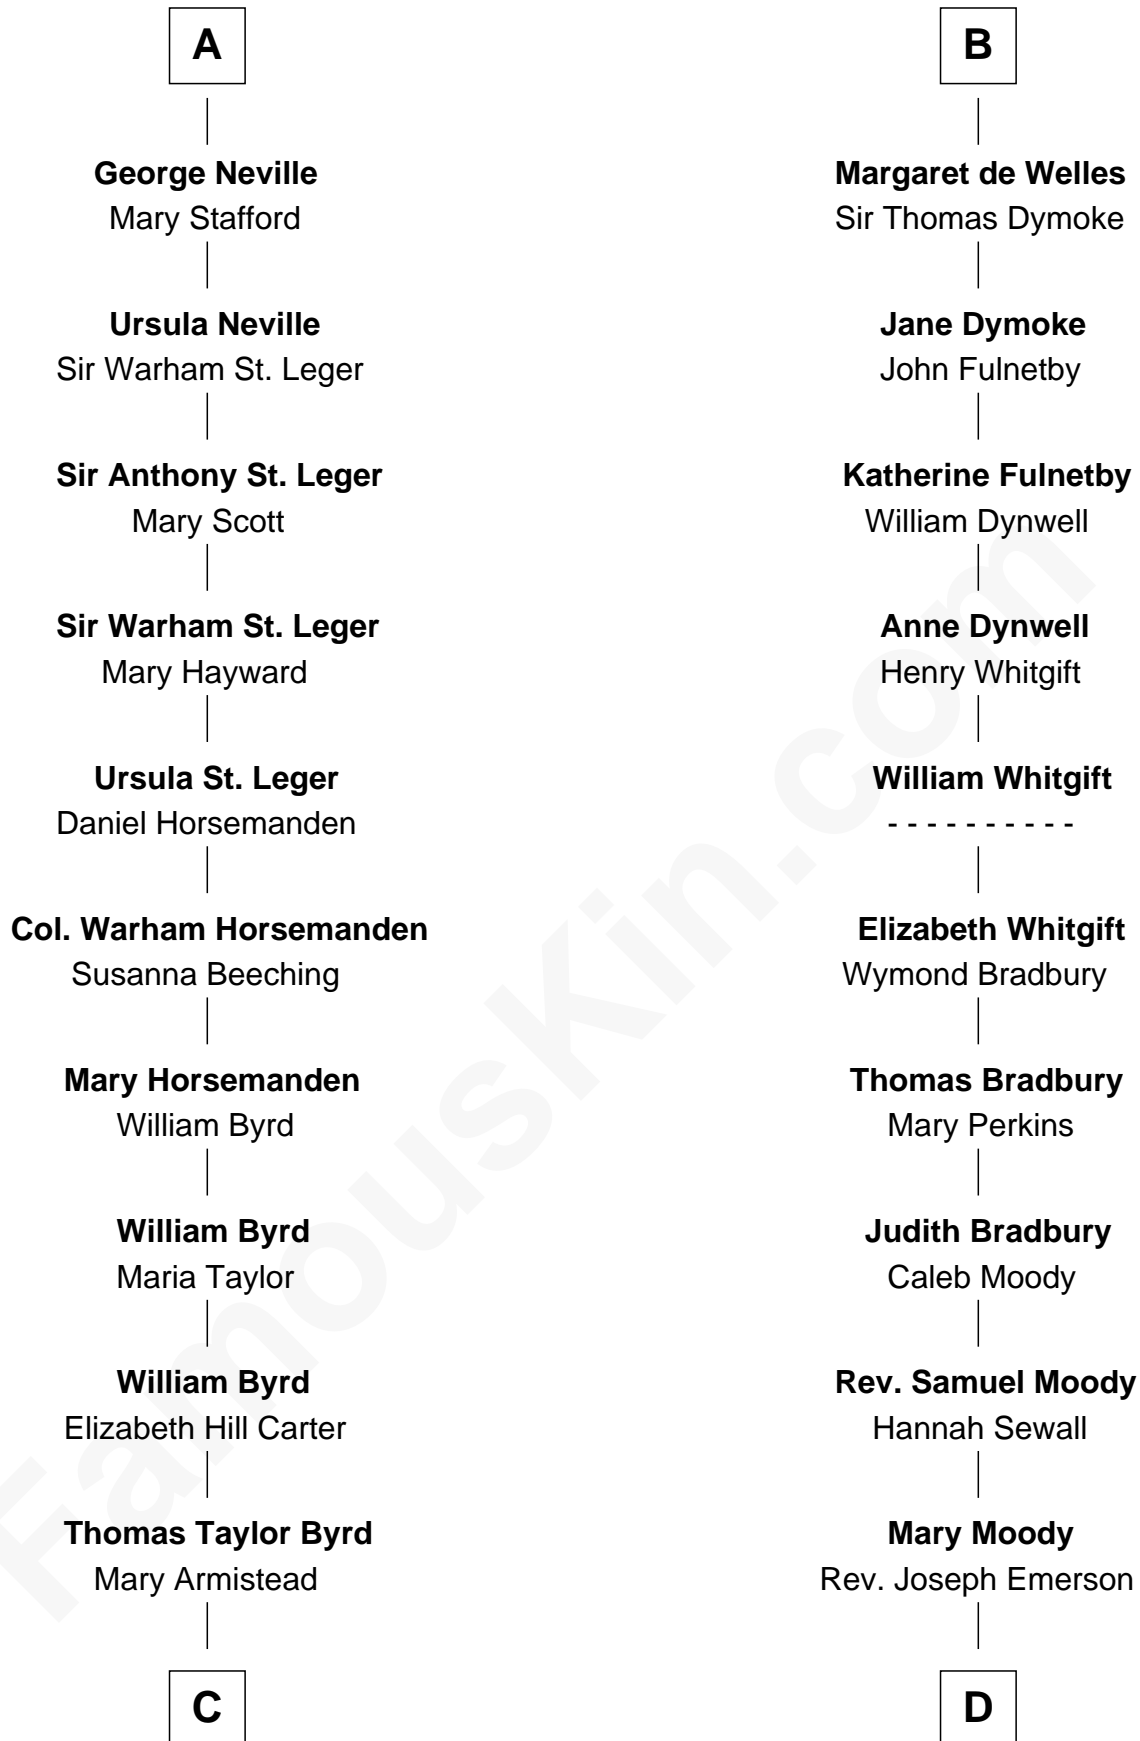 A
George Neville
Mary Stafford
Ursula Neville
Sir Warham St. Leger
Sir Anthony St. Leger
Mary Scott
Sir Warham St. Leger
Mary Hayward
Ursula St. Leger
Daniel Horsemanden
Col. Warham Horsemanden
Susanna Beeching
Mary Horsemanden
William Byrd
William Byrd
Maria Taylor
William Byrd
Elizabeth Hill Carter
Thomas Taylor Byrd
Mary Armistead
C
B
Margaret de Welles
Sir Thomas Dymoke
Jane Dymoke
John Fulnetby
Katherine Fulnetby
William Dynwell
Anne Dynwell
Henry Whitgift
William Whitgift
- - - - - - - - - -
Elizabeth Whitgift
Wymond Bradbury
Thomas Bradbury
Mary Perkins
Judith Bradbury
Caleb Moody
Rev. Samuel Moody
Hannah Sewall
Mary Moody
Rev. Joseph Emerson
D
FamousKin.com